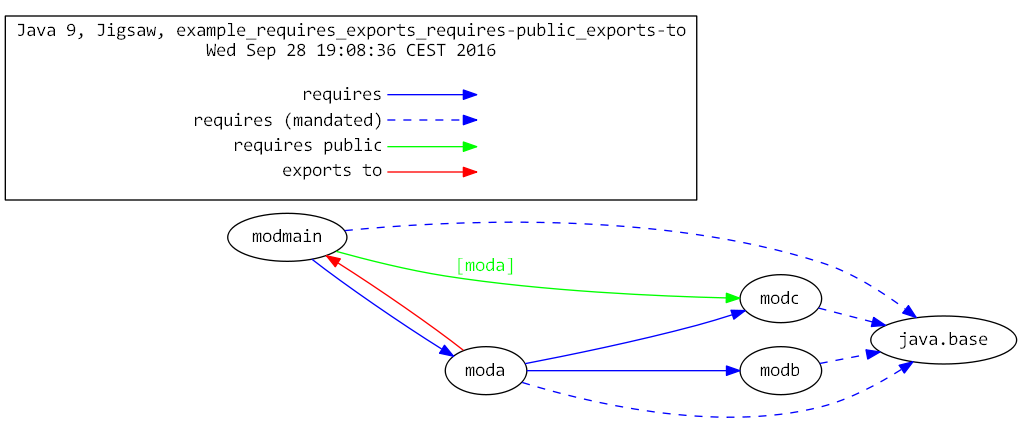 Java 9, Jigsaw, example_requires_exports_requires-public_exports-to
Wed Sep 28 19:08:36 CEST 2016
requires
requires (mandated)
requires public
exports to
modmain
[moda]
modc
java.base
moda
modb